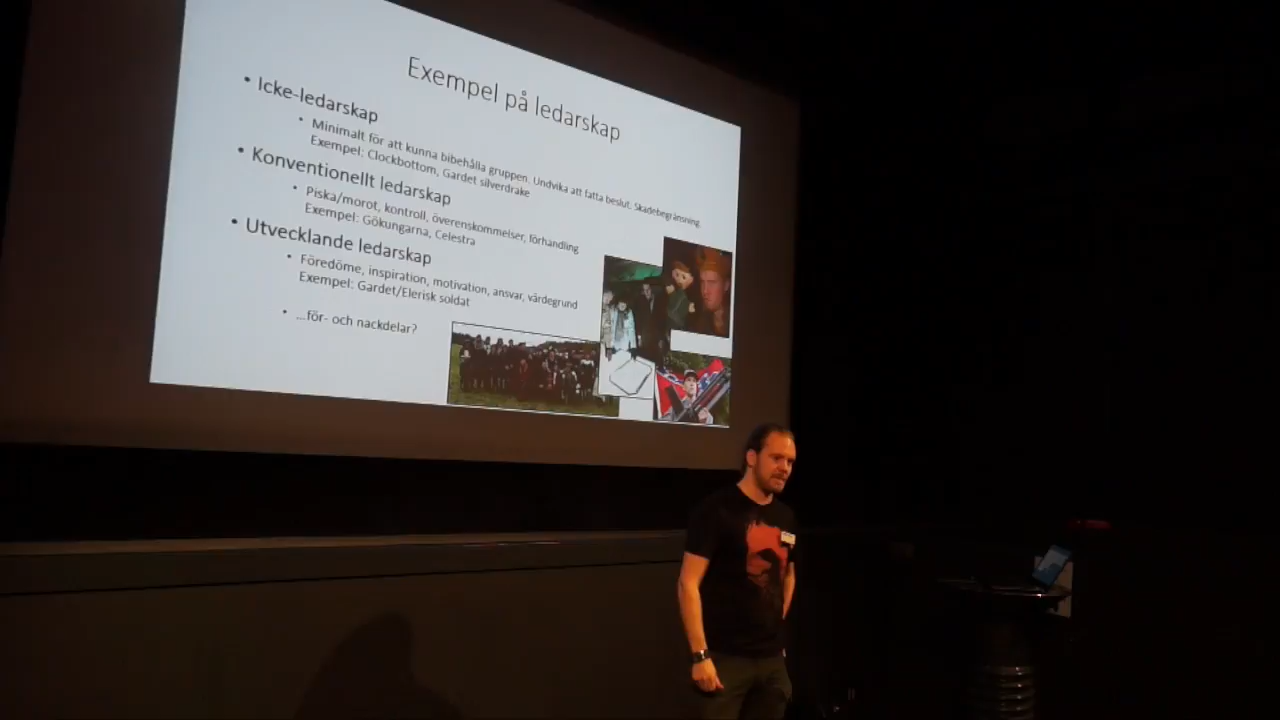 Exempel på ledarskap
• Icke-ledarskap
• Minimalt för att kunna bibehålla gruppen. Undvika att fatta beslut. Skadebegränsning
Exempel: Clockbottom, Gardet silverdrake
• Konventionellt ledarskap
• Piska/morot, kontroll, överenskommelser, förhandling
Exempel: Gökungarna, Celestra
• Utvecklande ledarskap
• Föredöme, inspiration, motivation, ansvar, värdegrund
Exempel: Gardet/Elerisk soldat
• ...för- och nackdelar?